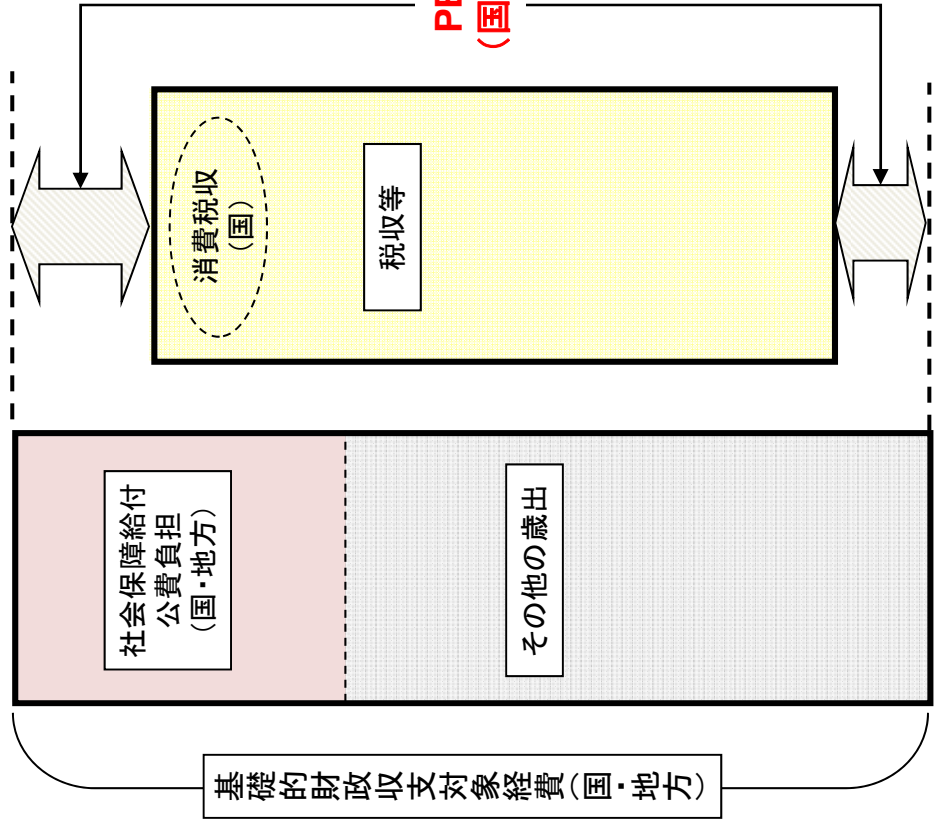 基礎的財政収支対象経費(国・地方)
社会保障給付
公費負担
(国・地方)
その他の歳出
消費税収
(国)
税収等
(国